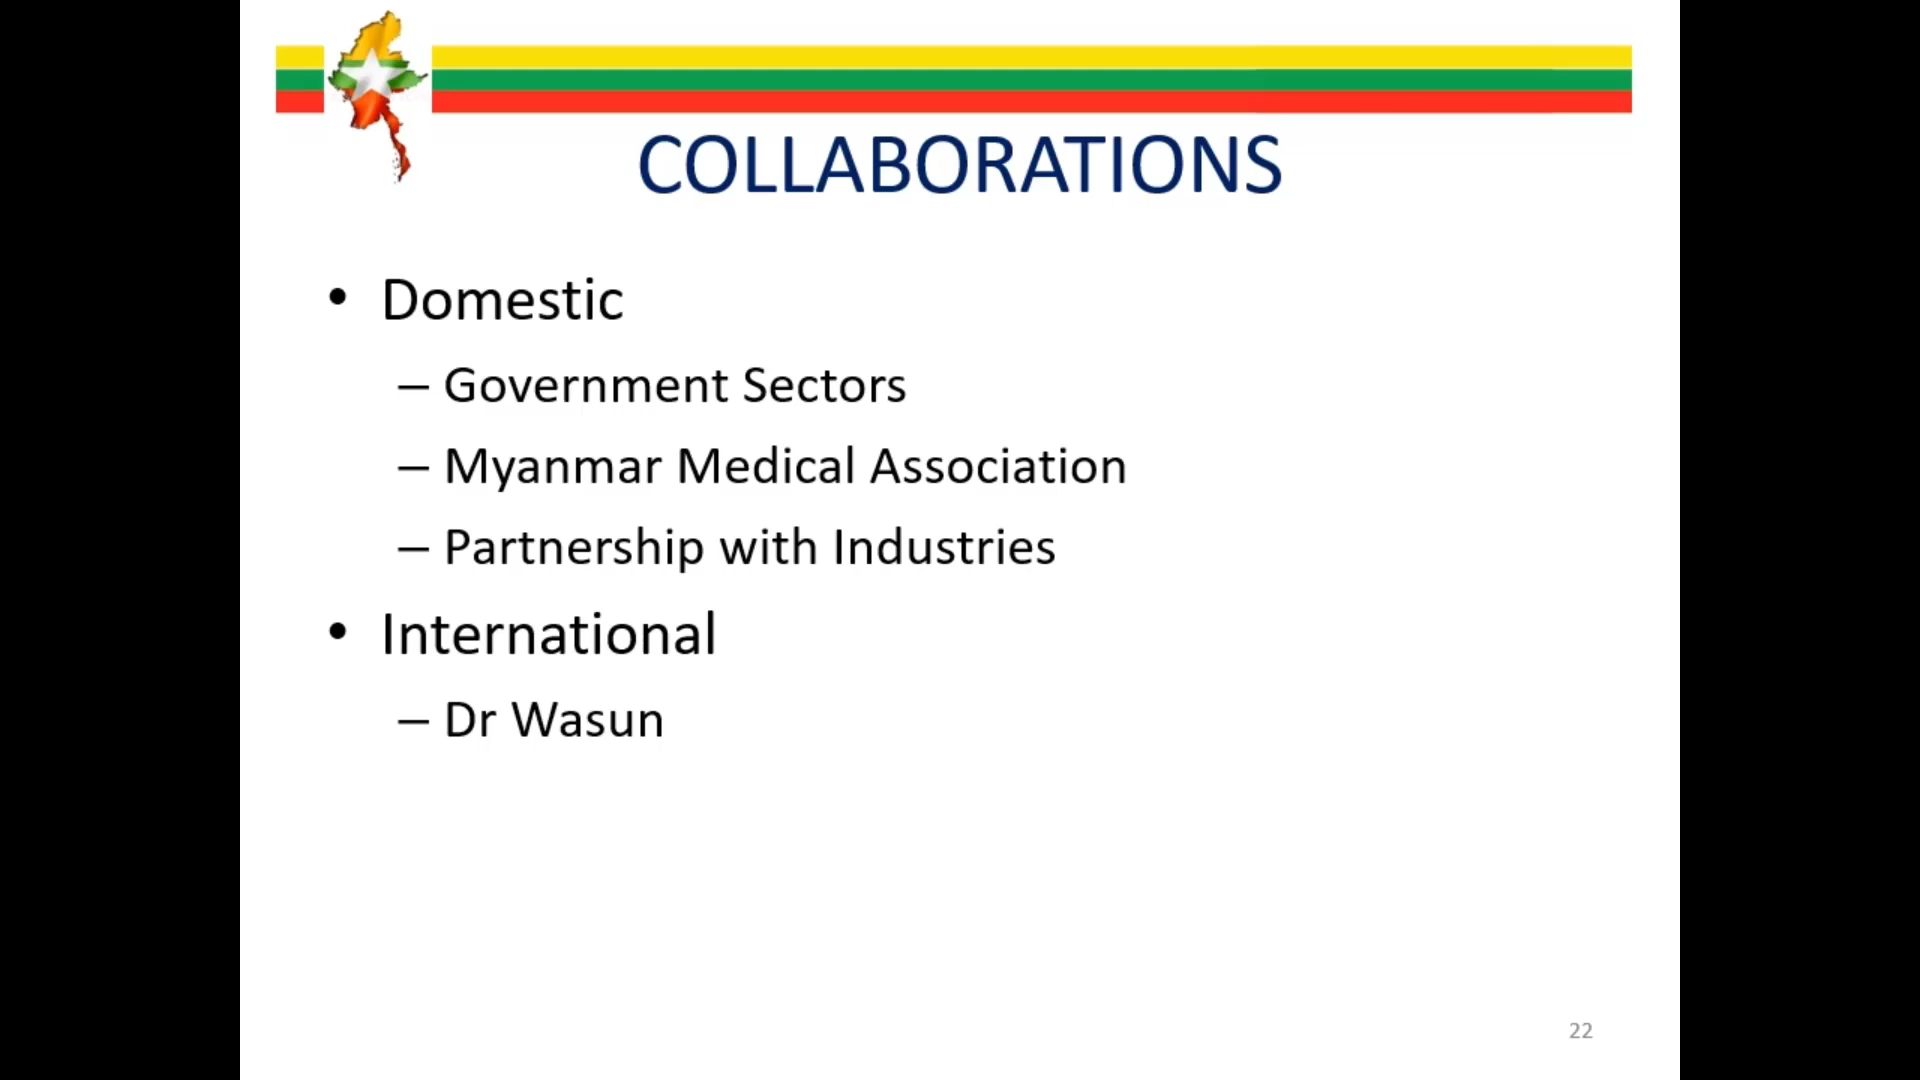 COLLABORATIONS
• Domestic
– Government Sectors
– Myanmar Medical Association
– Partnership with Industries
• International
– Dr Wasun
22